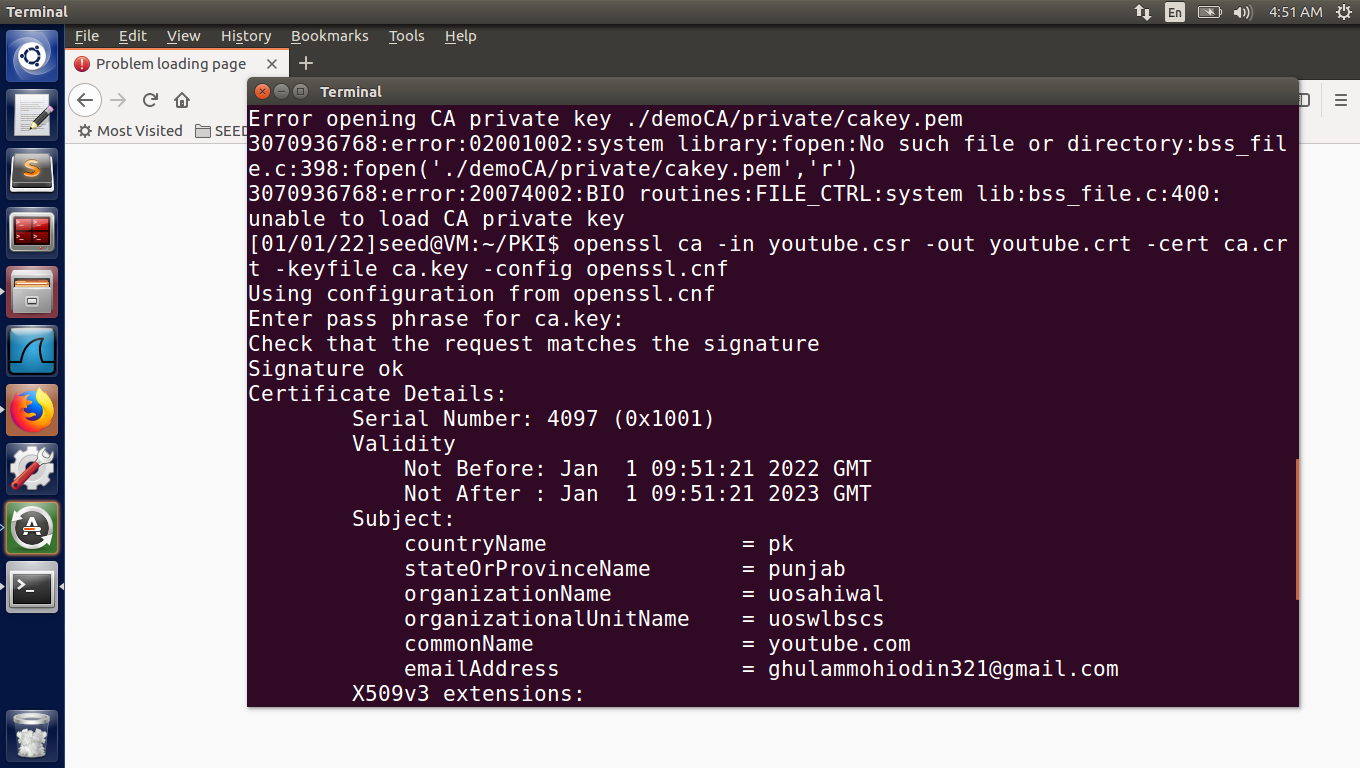 Terminal
En
4:51 AM
File Edit View History Bookmarks Tools Help
Problem loading page
Most Visited
SEED
Terminal
Error opening CA private key ./demoCA/private/cakey.pem
3070936768:error:02001002:system library:fopen:No such file or directory:bss_fil
e.c:398:fopen('./demoCA/private/cakey.pem','r')
3070936768:error:20074002:BIO routines:FILE_CTRL:system lib:bss_file.c:400:
unable to load CA private key
[01/01/22]seed@VM:~/PKI$ openssl ca -in youtube.csr -out youtube.crt -cert ca.cr
t -keyfile ca.key -config openssl.cnf
Using configuration from openssl.cnf
Enter pass phrase for ca.key:
Check that the request matches the signature
Signature ok
Certificate Details:
Serial Number: 4097 (0x1001)
Validity
Not Before: Jan  1 09:51:21 2022 GMT
Not After : Jan  1 09:51:21 2023 GMT
Subject:
countryName = pk
stateOrProvinceName = punjab
organizationName = uosahiwal
organizationalUnitName = uoswlbscs
commonName = youtube.com
emailAddress = ghulammohiodin321@gmail.com
X509v3 extensions: